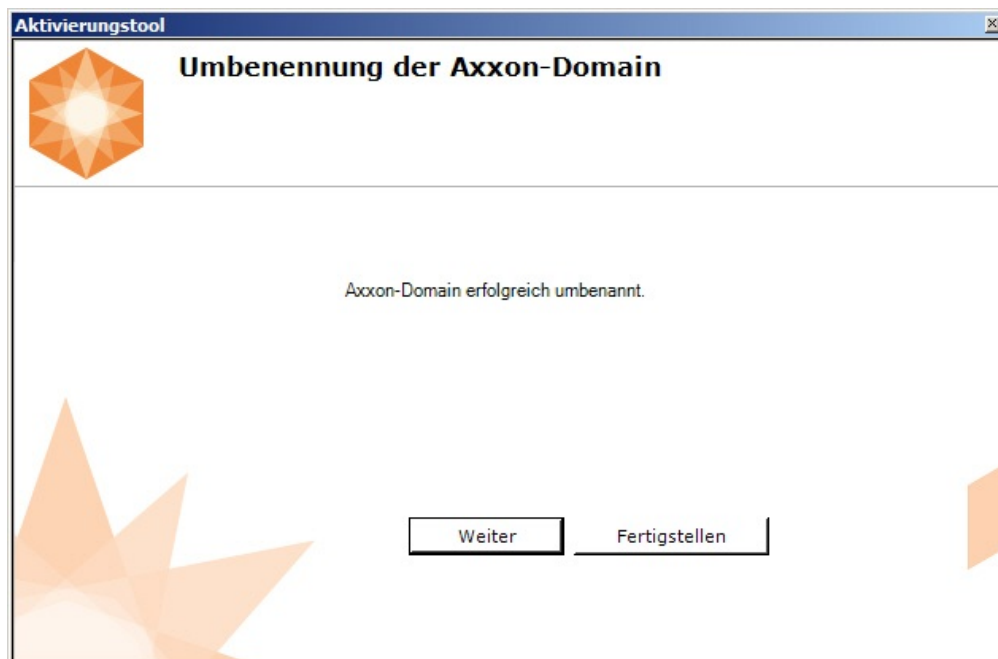 Aktivierungstool
Umbenennung der Axxon-Domain
Axxon-Domain erfolgreich umbenannt.
Weiter
Fertigstellen